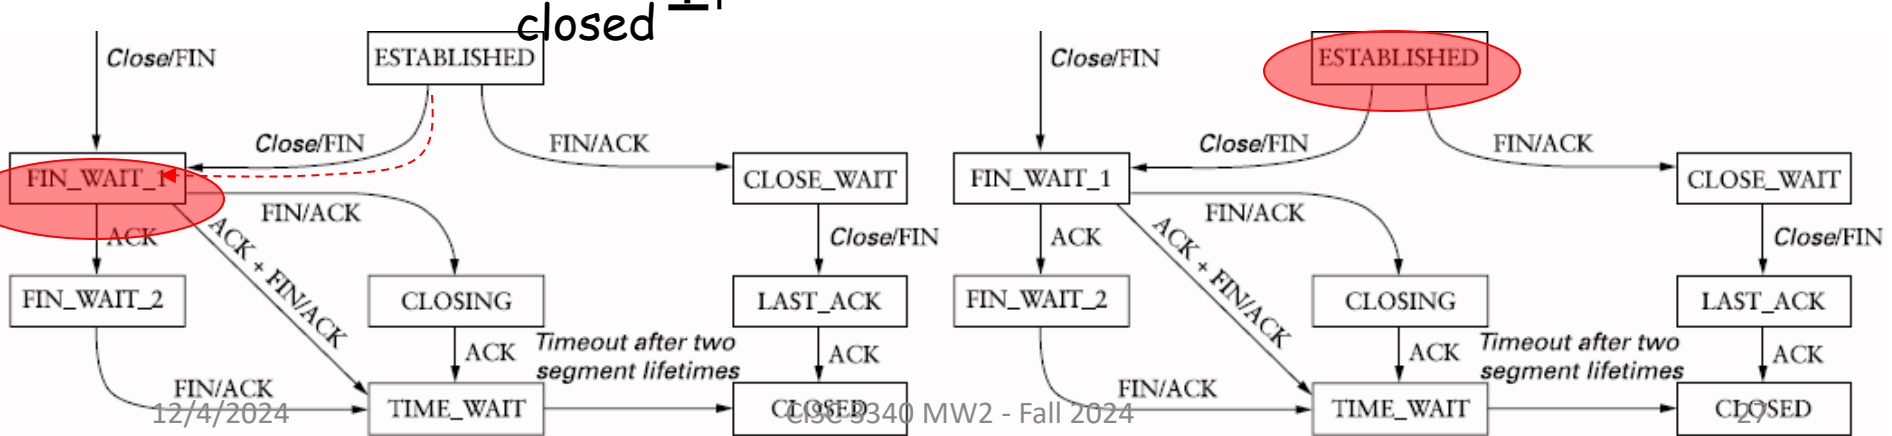 closed
Close/FIN
ESTABLISHED
Close/FIN
FIN/ACK
FIN_WAIT_1
CLOSE_WAIT
FIN/ACK
ACK
ACK + FIN/ACK
Close/FIN
FIN_WAIT_2
CLOSING
LAST_ACK
ACK
Timeout after two
segment lifetimes
ACK
FIN/ACK
TIME_WAIT
CLOSED
Close/FIN
ESTABLISHED
Close/FIN
FIN/ACK
FIN_WAIT_1
CLOSE_WAIT
FIN/ACK
ACK
ACK + FIN/ACK
Close/FIN
FIN_WAIT_2
CLOSING
LAST_ACK
ACK
Timeout after two
segment lifetimes
ACK
FIN/ACK
TIME_WAIT
CLOSED
12/4/2024
CISC 3340 MW2 - Fall 2024
27